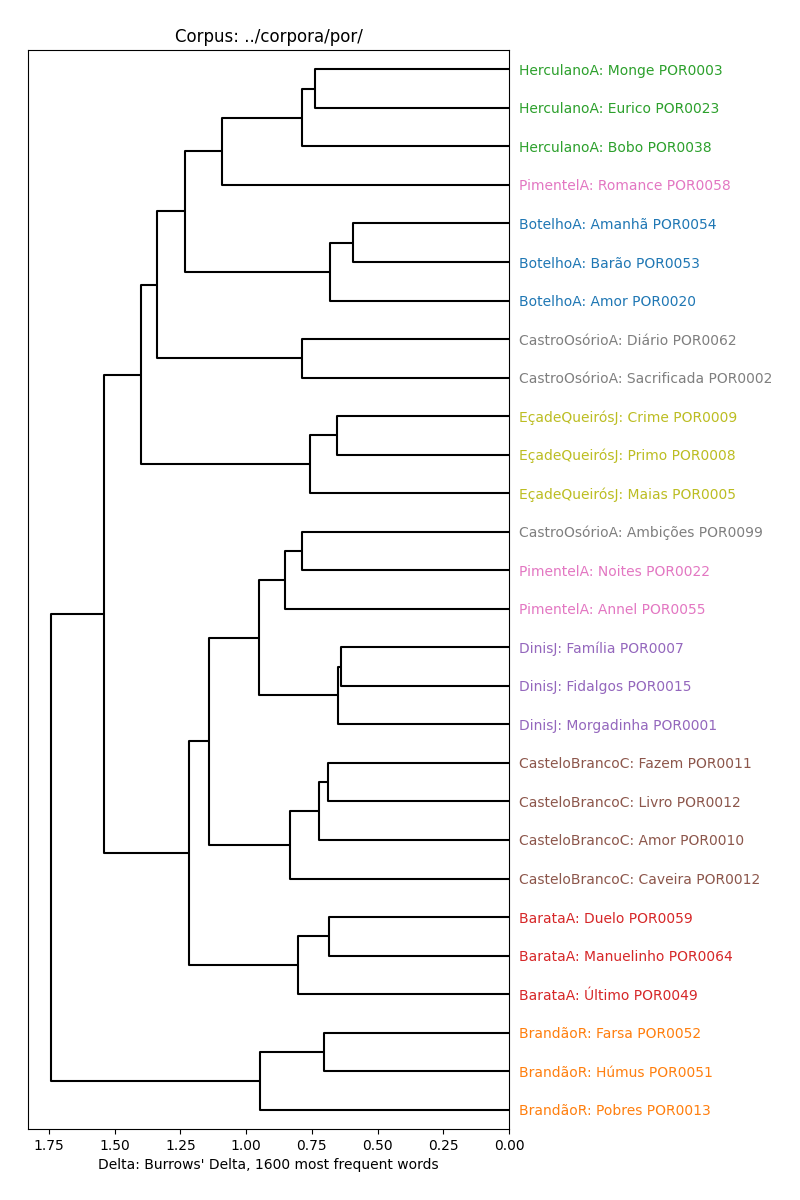 Corpus: ../corpora/por/
HerculanoA: Monge POR0003
HerculanoA: Eurico POR0023
HerculanoA: Bobo POR0038
PimentelA: Romance POR0058
BotelhoA: Amanhã POR0054
BotelhoA: Barão POR0053
BotelhoA: Amor POR0020
CastroOsórioA: Diário POR0062
CastroOsórioA: Sacrificada POR0002
EçadeQueirósJ: Crime POR0009
EçadeQueirósJ: Primo POR0008
EçadeQueirósJ: Maias POR0005
CastroOsórioA: Ambições POR0099
PimentelA: Noites POR0022
PimentelA: Annel POR0055
DinisJ: Família POR0007
DinisJ: Fidalgos POR0015
DinisJ: Morgadinha POR0001
CasteloBrancoC: Fazem POR0011
CasteloBrancoC: Livro POR0012
CasteloBrancoC: Amor POR0010
CasteloBrancoC: Caveira POR0012
BarataA: Duelo POR0059
BarataA: Manuelinho POR0064
BarataA: Último POR0049
BrandãoR: Farsa POR0052
BrandãoR: Húmus POR0051
BrandãoR: Pobres POR0013
1.75 1.50 1.25 1.00 0.75 0.50 0.25 0.00
Delta: Burrows' Delta, 1600 most frequent words